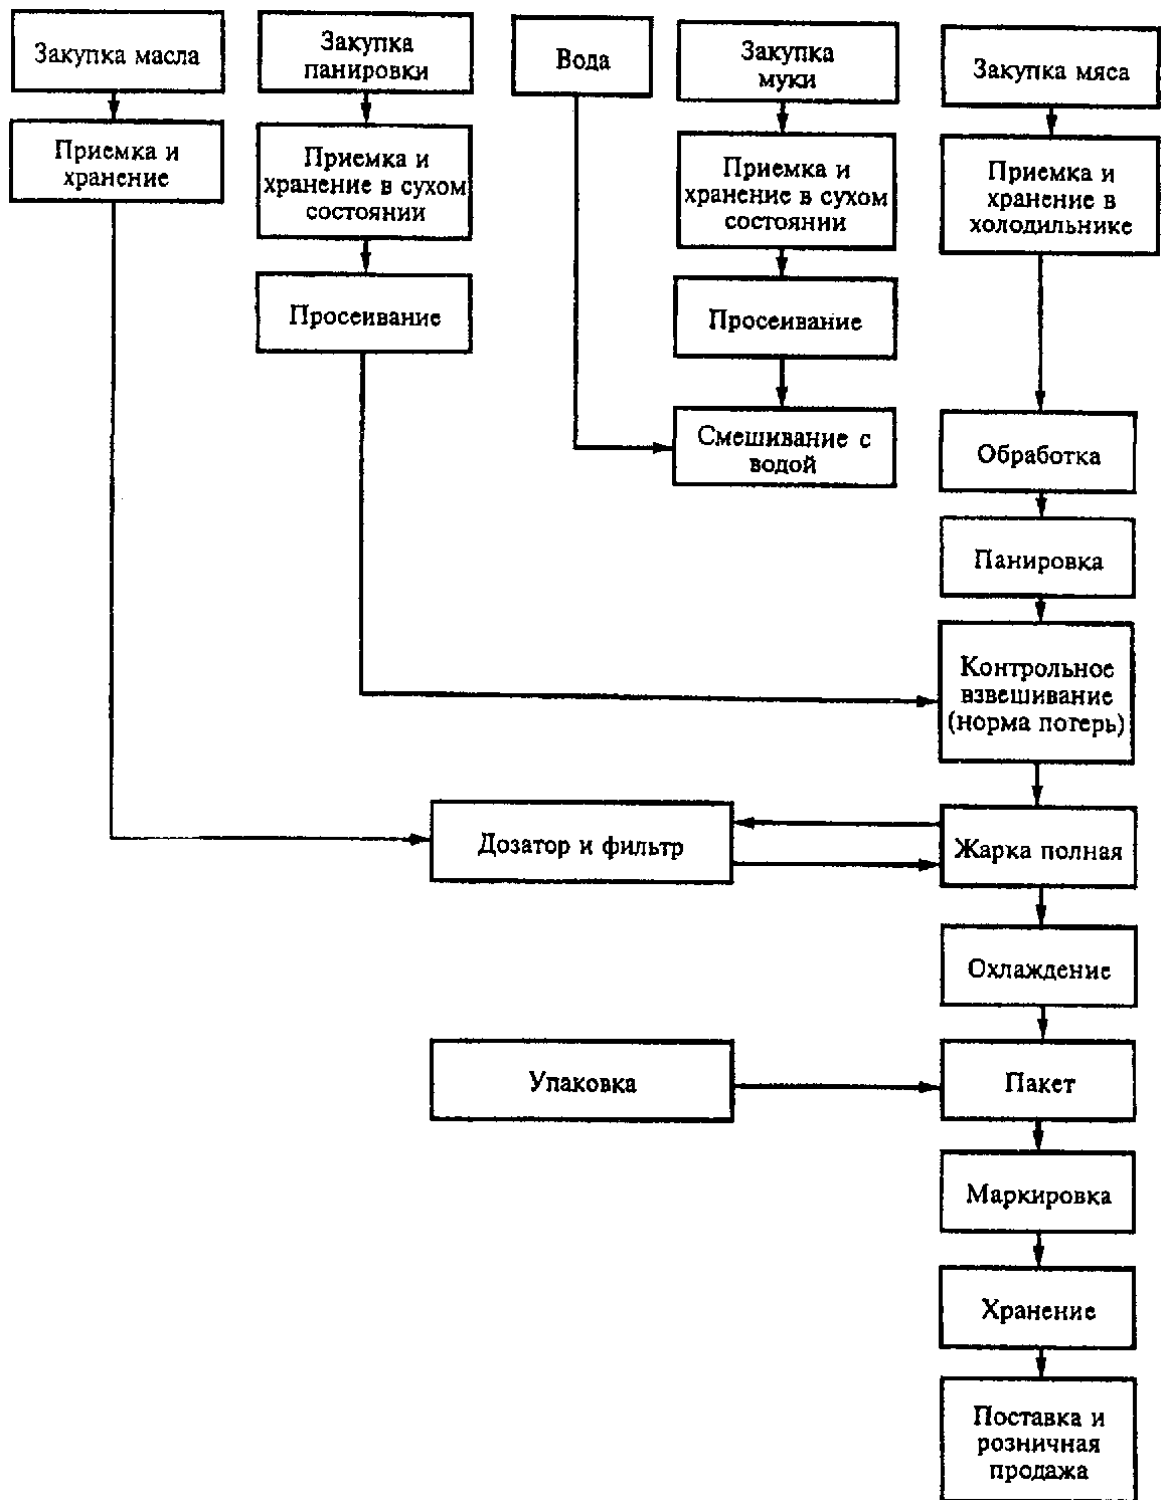 Закупка масла
Закупка
панировки
Вода
Закупка
муки
Закупка мяса
Приемка и
хранение
Приемка и
хранение в сухом
состоянии
Приемка и
хранение в сухом
состоянии
Приемка и
хранение в
холодильнике
Просеивание
Просеивание
Смешивание с
водой
Обработка
Панировка
Контрольное
взвешивание
(норма потерь)
Дозатор и фильтр
Жарка полная
Охлаждение
Упаковка
Пакет
Маркировка
Хранение
Поставка и
розничная
продажа